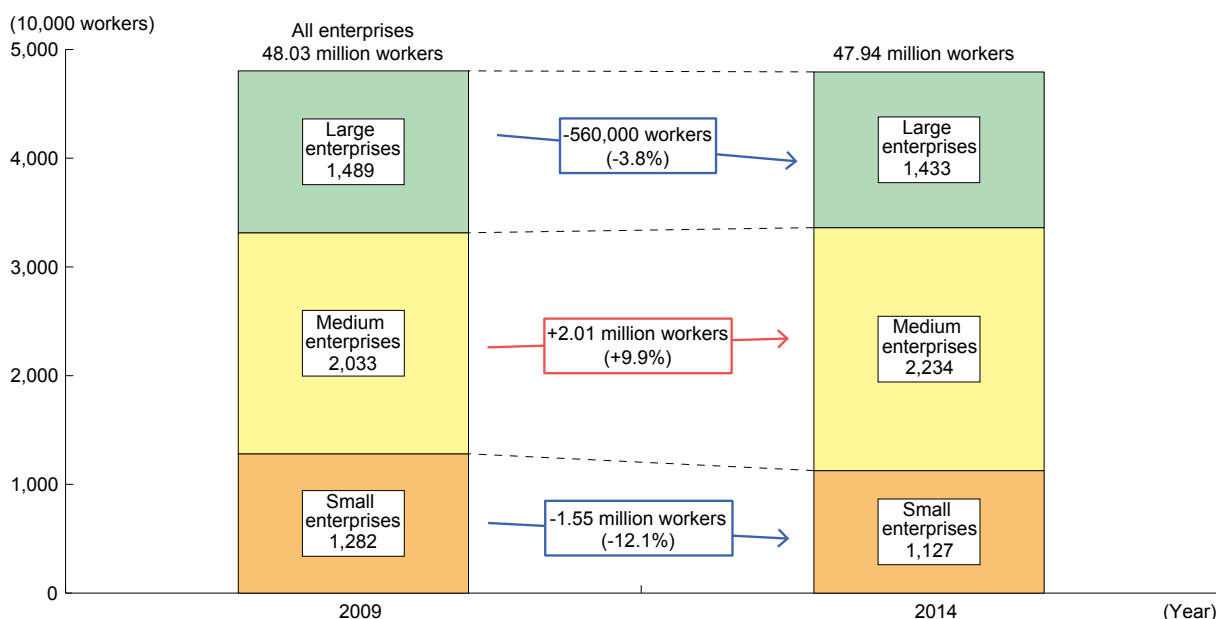 (10,000 workers)
All enterprises
48.03 million workers
47.94 million workers
5,000
4,000
3,000
2,000
1,000
0
Large
enterprises
1,489
-560,000 workers
(-3.8%)
Large
enterprises
1,433
Medium
enterprises
2,033
+2.01 million workers
(+9.9%)
Medium
enterprises
2,234
Small
enterprises
1,282
-1.55 million workers
(-12.1%)
Small
enterprises
1,127
2009
2014
(Year)